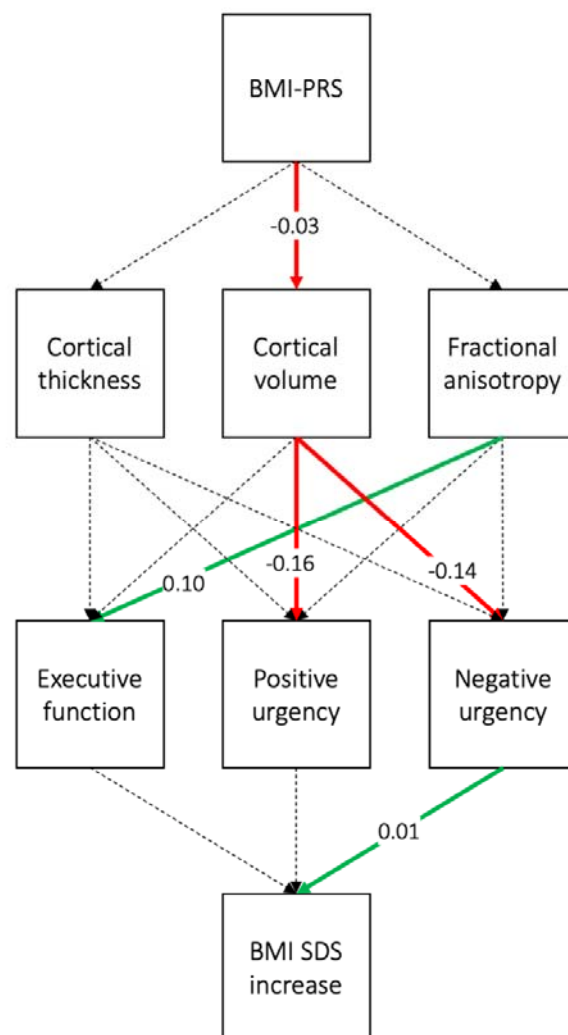 BMI-PRS
-0.03
Cortical
thickness
Cortical
volume
Fractional
anisotropy
0.10
-0.16
-0.14
Executive
function
Positive
urgency
Negative
urgency
0.01
BMI SDS
increase